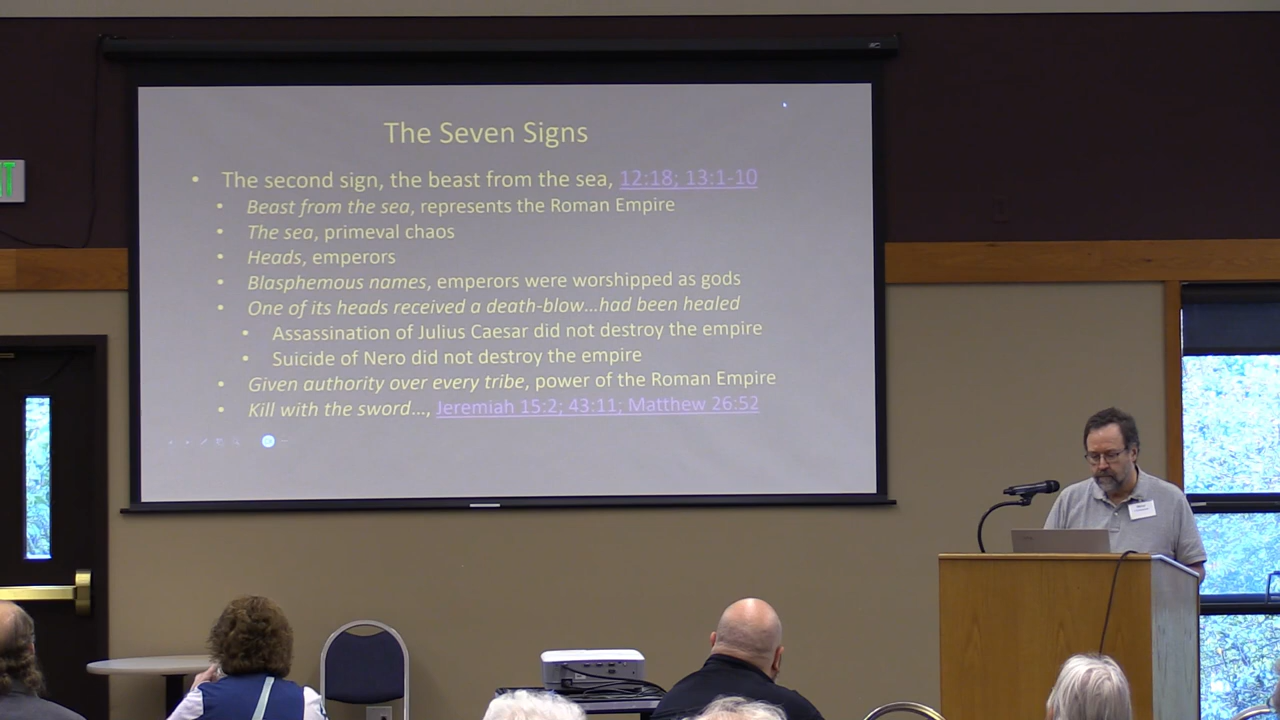 The Seven Signs
• The second sign, the beast from the sea, 12:18; 13:1-10
• Beast from the sea, represents the Roman Empire
• The sea, primeval chaos
• Heads, emperors
• Blasphemous names, emperors were worshipped as gods
• One of its heads received a death-blow…had been healed
• Assassination of Julius Caesar did not destroy the empire
• Suicide of Nero did not destroy the empire
• Given authority over every tribe, power of the Roman Empire
• Kill with the sword…, Jeremiah 15:2; 43:11; Matthew 26:52